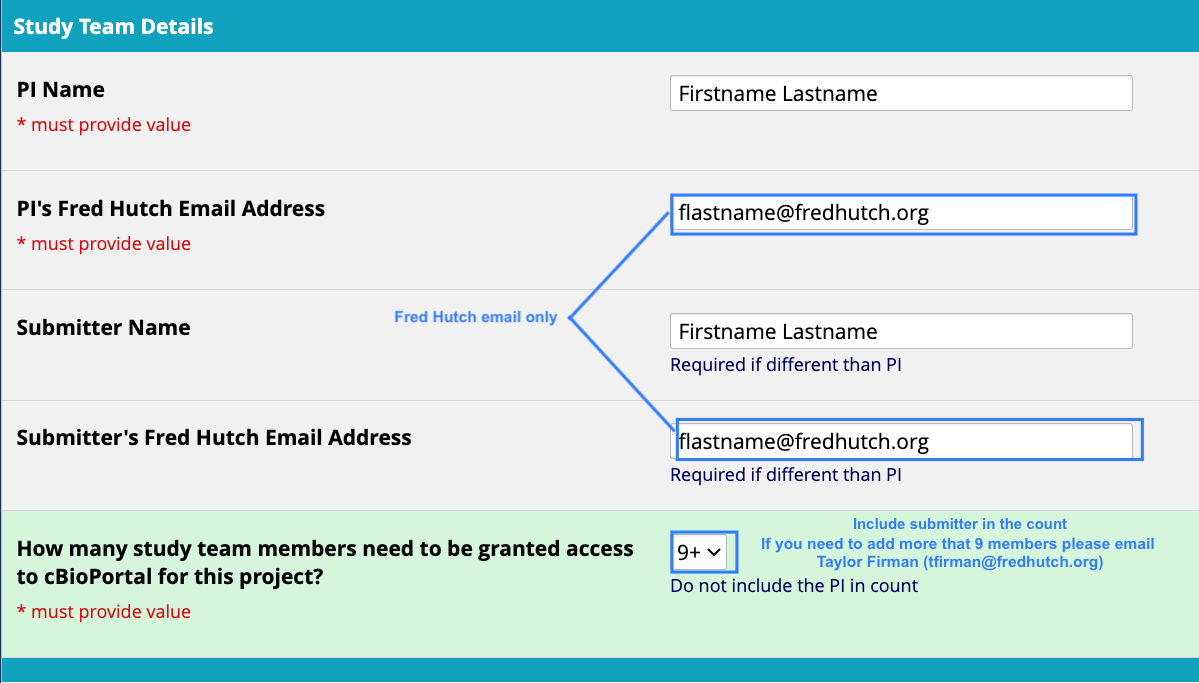 Study Team Details
PI Name
Firstname Lastname
* must provide value
PI's Fred Hutch Email Address
flastname@fredhutch.org
* must provide value
Fred Hutch email only
Submitter Name
Firstname Lastname
Required if different than PI
Submitter's Fred Hutch Email Address
flastname@fredhutch.org
Required if different than PI
How many study team members need to be granted access
to cBioPortal for this project?
* must provide value
9+
Include submitter in the count
If you need to add more that 9 members please email
Taylor Firman (tfirman@fredhutch.org)
Do not include the PI in count